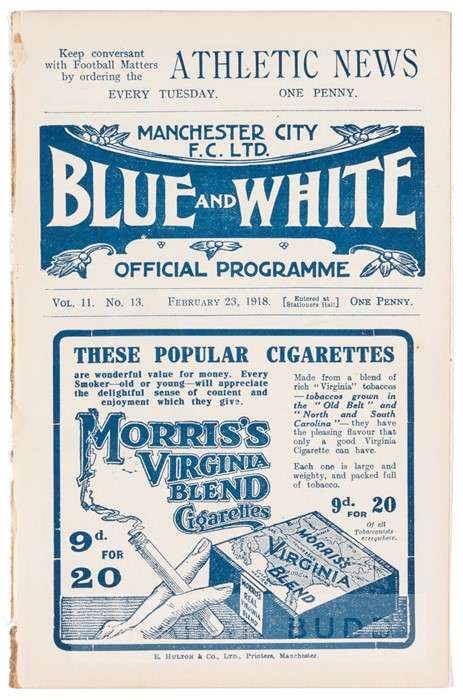 Keep conversant
with Football Matters
by ordering the
ATHLETIC NEWS
EVERY TUESDAY. ONE PENNY.
MANCHESTER CITY
F.C. LTD.
BLUE AND WHITE
OFFICIAL PROGRAMME
VOL. 11. No. 13. FEBRUARY 23, 1918. [Entered at Stationers Hall.] ONE PENNY.
THESE POPULAR CIGARETTES
are wonderful value for money. Every
Smoker—old or young—will appreciate
the delightful sense of content and
enjoyment which they give.
Made from a blend of
rich "Virginia" tobaccos
—tobaccos grown in
the "Old Belt" and
"North and South
Carolina"—they have
the pleasing flavour that
only a good Virginia
Cigarette can have.
Each one is large and
weighty, and packed full
of tobacco.
MORRIS'S
VIRGINIA
BLEND
Cigarettes
9d. FOR 20
Of all
Tobacconists
everywhere.
9d.
FOR
20
MORRIS'S
VIRGINIA
BLEND
MORRIS'S
REAL
VIRGINIA
BLEND
BUD
E. HULTON & Co., LTD., Printers, Manchester.